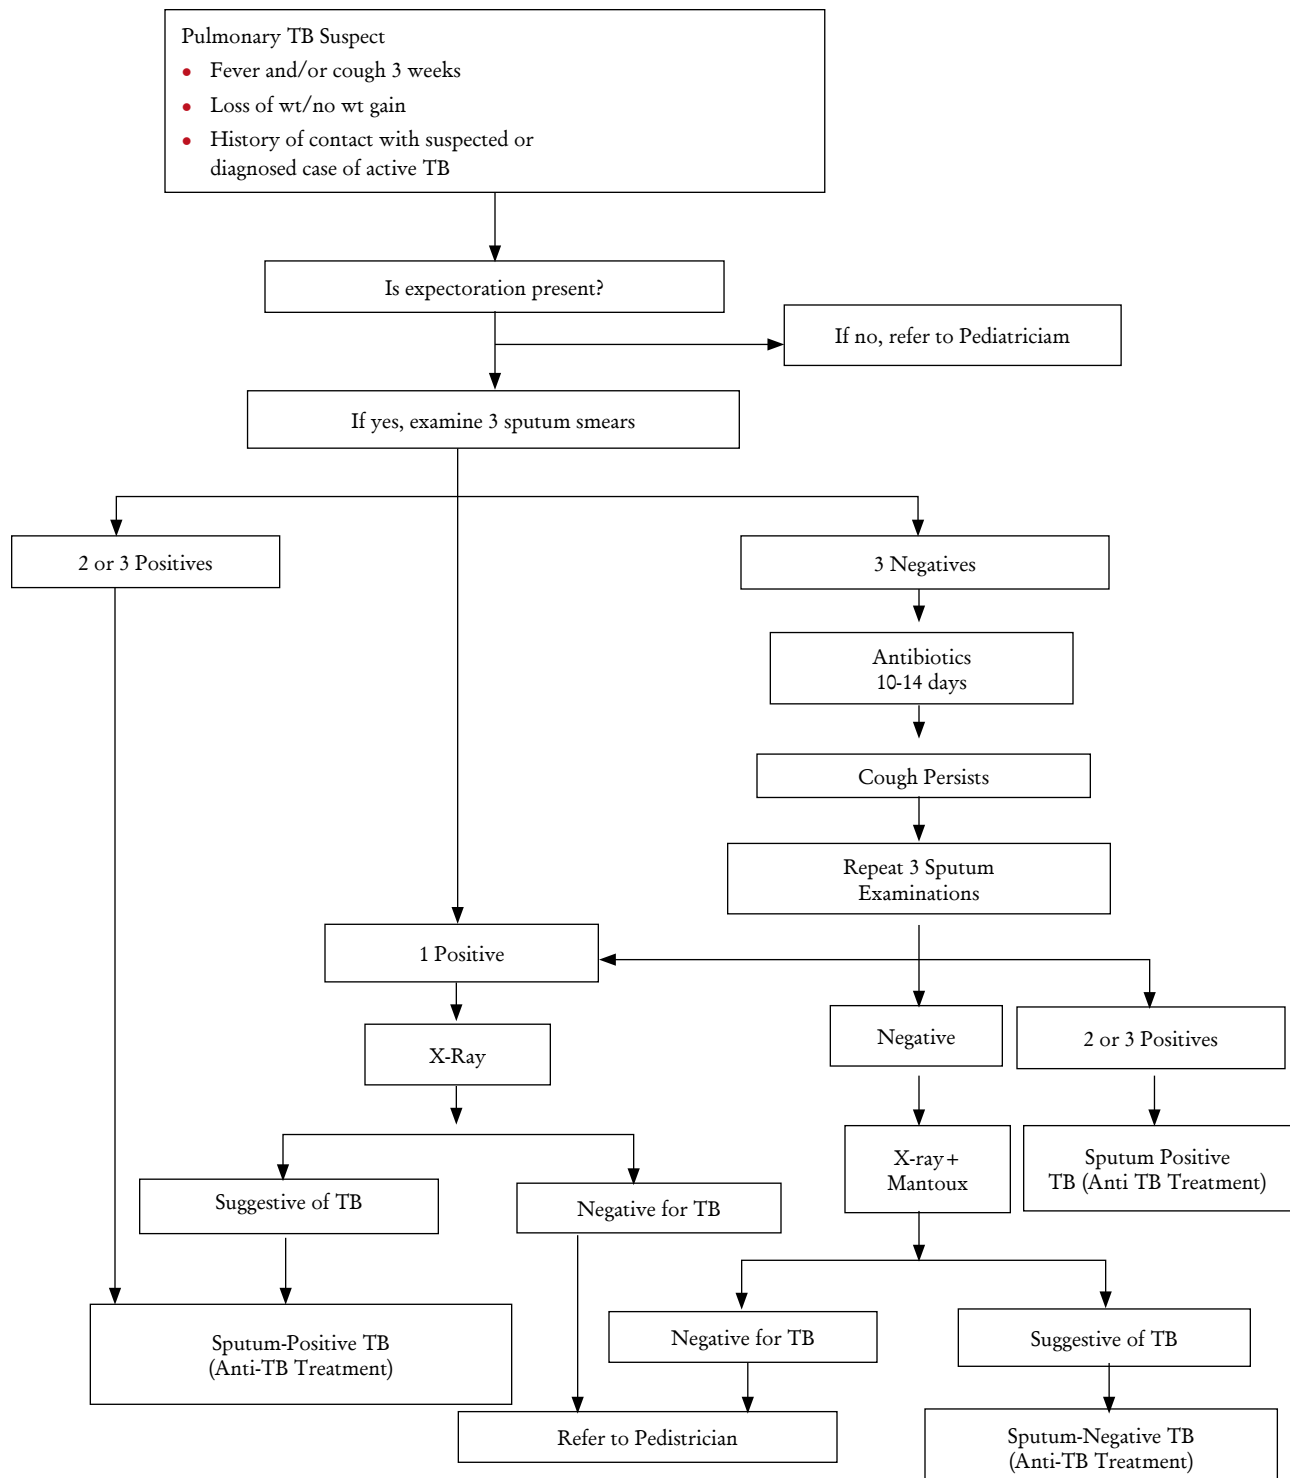 Pulmonary TB Suspect
• Fever and/or cough 3 weeks
• Loss of wt/no wt gain
• History of contact with suspected or
diagnosed case of active TB
Is expectoration present?
If no, refer to Pediatriciam
If yes, examine 3 sputum smears
2 or 3 Positives
3 Negatives
Antibiotics
10-14 days
Cough Persists
Repeat 3 Sputum
Examinations
1 Positive
Negative
2 or 3 Positives
X-Ray
X-ray+
Mantoux
Sputum Positive
TB (Anti TB Treatment)
Suggestive of TB
Negative for TB
Negative for TB
Suggestive of TB
Sputum-Positive TB
(Anti-TB Treatment)
Refer to Pedistrician
Sputum-Negative TB
(Anti-TB Treatment)